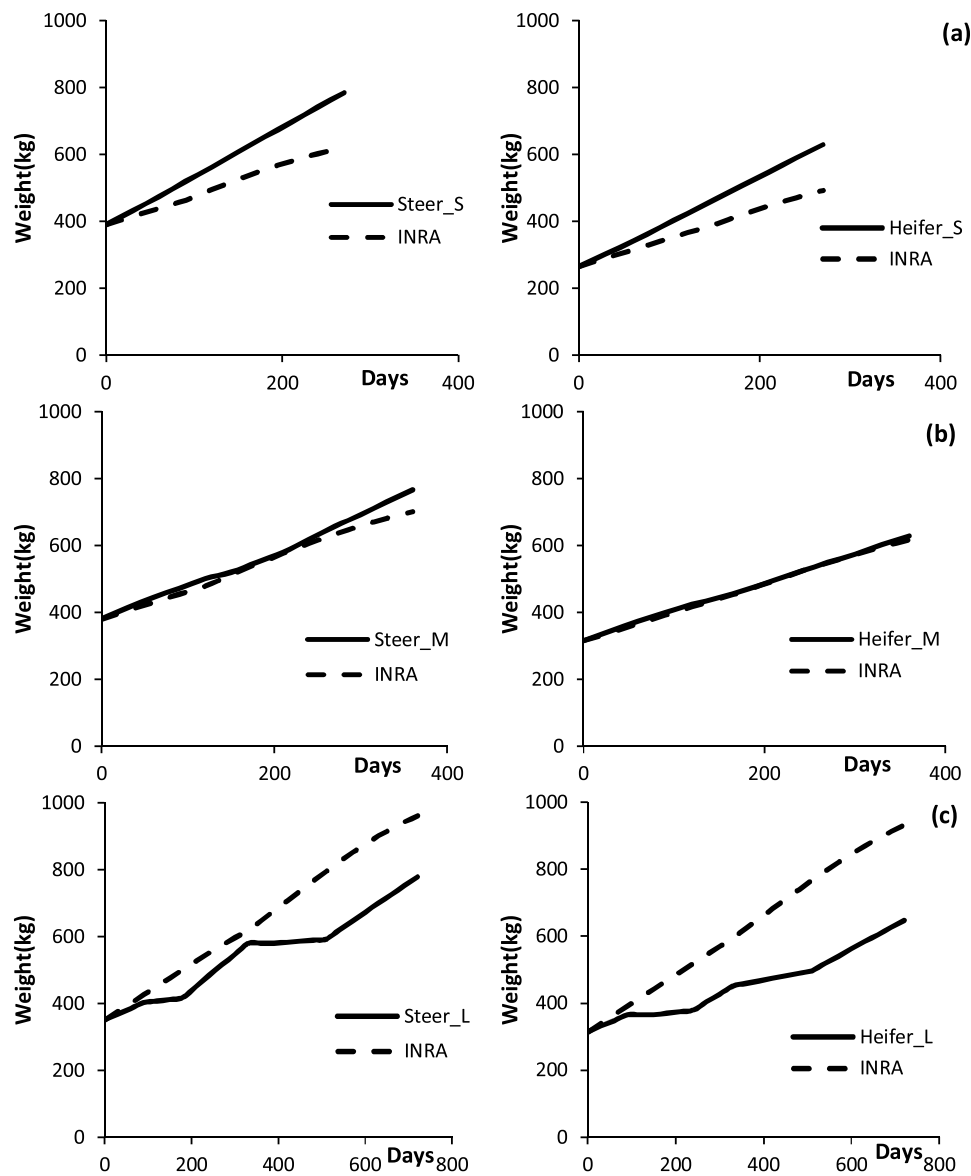 (a)
Weight(kg)
1000
800
600
400
200
0
0
200
400
Days
Steer_S
INRA
Weight(kg)
1000
800
600
400
200
0
0
200
400
Days
Heifer_S
INRA
(b)
Weight(kg)
1000
800
600
400
200
0
0
200
400
Days
Steer_M
INRA
Weight(kg)
1000
800
600
400
200
0
0
200
400
Days
Heifer_M
INRA
(c)
Weight(kg)
1000
800
600
400
200
0
0
200
400
600
800
Days
Steer_L
INRA
Weight(kg)
1000
800
600
400
200
0
0
200
400
600
800
Days
Heifer_L
INRA